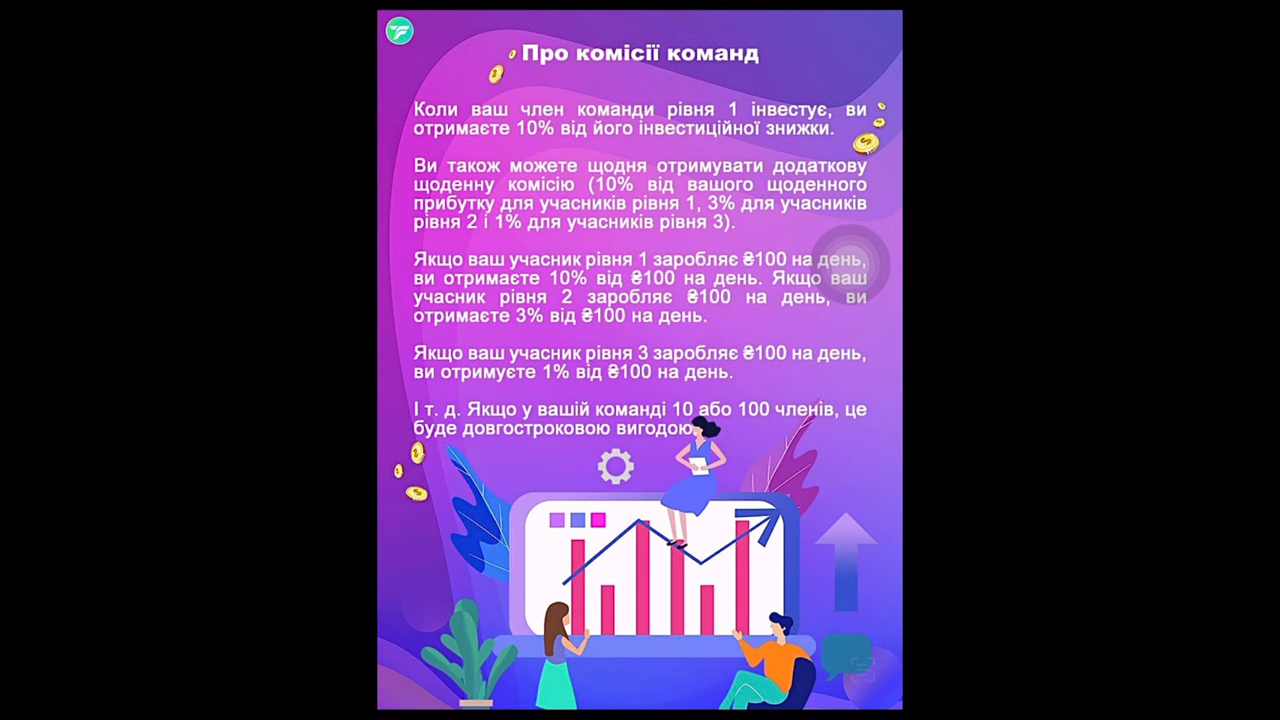 Про комісії команд
Коли ваш член команди рівня 1 інвестує, ви
отримаєте 10% від його інвестиційної знижки.
Ви також можете щодня отримувати додаткову
щоденну комісію (10% від вашого щоденного
прибутку для учасників рівня 1, 3% для учасників
рівня 2 і 1% для учасників рівня 3).
Якщо ваш учасник рівня 1 заробляє ₴100 на день,
ви отримаєте 10% від ₴100 на день. Якщо ваш
учасник рівня 2 заробляє ₴100 на день, ви
отримаєте 3% від ₴100 на день.
Якщо ваш учасник рівня 3 заробляє ₴100 на день,
ви отримуєте 1% від ₴100 на день.
І т. д. Якщо у вашій команді 10 або 100 членів, це
буде довгостроковою вигодою.